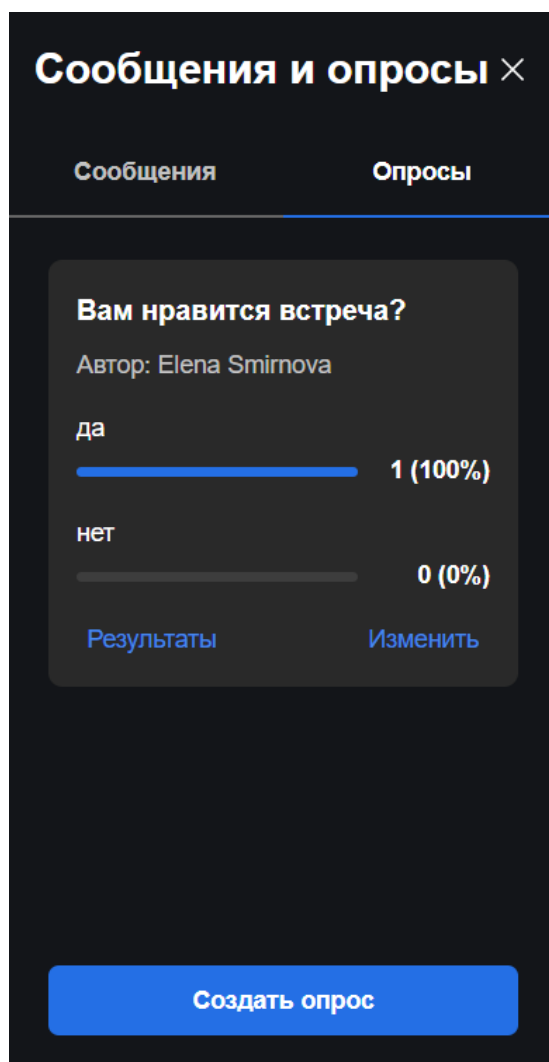 Сообщения и опросы
Сообщения Опросы
Вам нравится встреча?
Автор: Elena Smirnova
да
1 (100%)
нет
0 (0%)
Результаты Изменить
Создать опрос